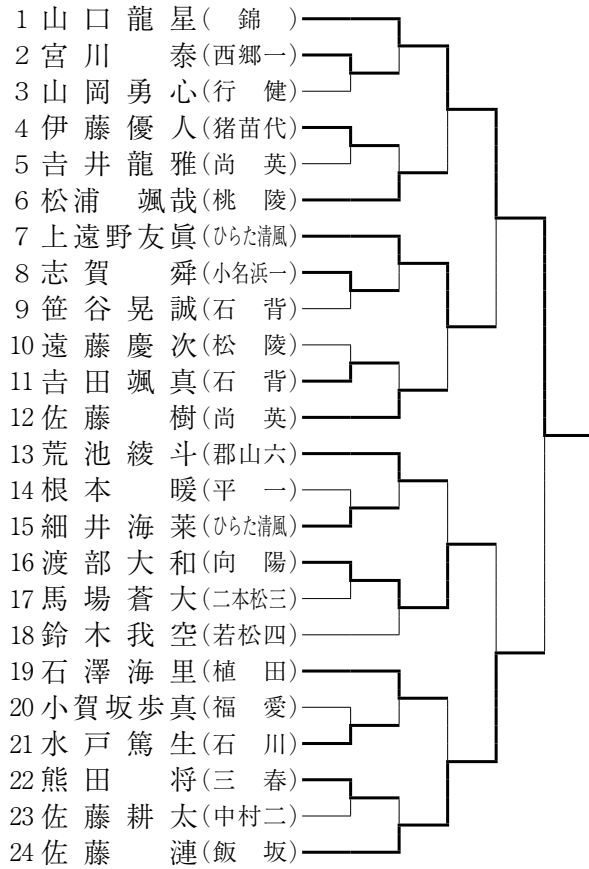 1 山口龍星(錦)
2 宮川泰(西郷一)
3 山岡勇心(行健)
4 伊藤優人(猪苗代)
5 𠮷井龍雅(尚英)
6 松浦颯哉(桃陵)
7 上遠野友眞(ひらた清風)
8 志賀舜(小名浜一)
9 笹谷晃誠(石背)
10 遠藤慶次(松陵)
11 𠮷田颯真(石背)
12 佐藤樹(尚英)
13 荒池綾斗(郡山六)
14 根本暖(平一)
15 細井海莱(ひらた清風)
16 渡部大和(向陽)
17 馬場蒼大(二本松三)
18 鈴木我空(若松四)
19 石澤海里(植田)
20 小賀坂歩真(福愛)
21 水戸篤生(石川)
22 熊田将(三春)
23 佐藤耕太(中村二)
24 佐藤漣(飯坂)